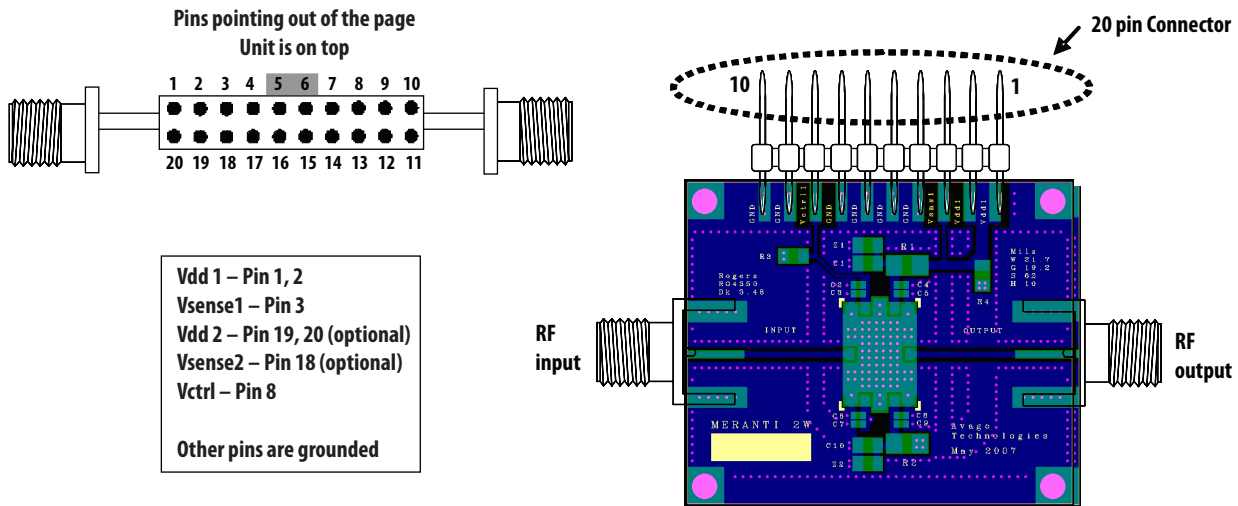 Pins pointing out of the page
Unit is on top
1 2 3 4 5 6 7 8 9 10
20 19 18 17 16 15 14 13 12 11
Vdd 1 – Pin 1, 2
Vsense1 – Pin 3
Vdd 2 – Pin 19, 20 (optional)
Vsense2 – Pin 18 (optional)
Vctrl – Pin 8
Other pins are grounded
20 pin Connector
10 1
GND GND Vctrl1 GND GND GND GND Vsns1 Vdd1 Vdd1
Z1
C1
R1
R3
C2
C3
C4
C5
R4
Rogers
RO4350
Dk 3.48
Mils
W 21.7
G 19.2
S 62
H 10
RF
input
INPUT
OUTPUT
RF
output
MERANTI 2W
C6
C7
C8
C9
C10
Z2
R2
Avago
Technologies
May 2007